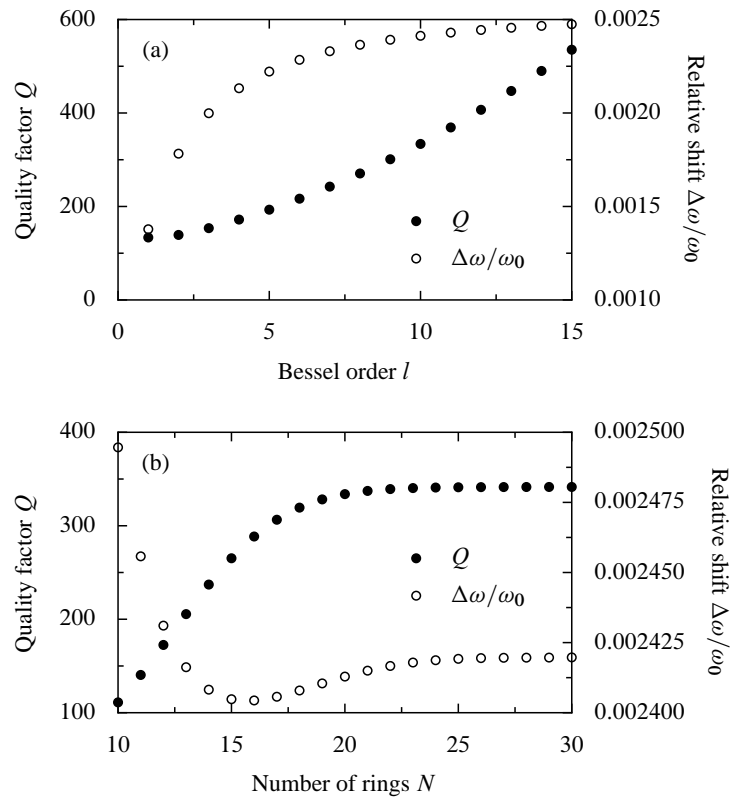 (a)
Quality factor Q
600
400
200
0
0.0025
0.0020
0.0015
0.0010
Relative shift Δω/ω0
Q
Δω/ω0
0 5 10 15
Bessel order l
(b)
Quality factor Q
400
300
200
100
0.002500
0.002475
0.002450
0.002425
0.002400
Relative shift Δω/ω0
Q
Δω/ω0
10 15 20 25 30
Number of rings N